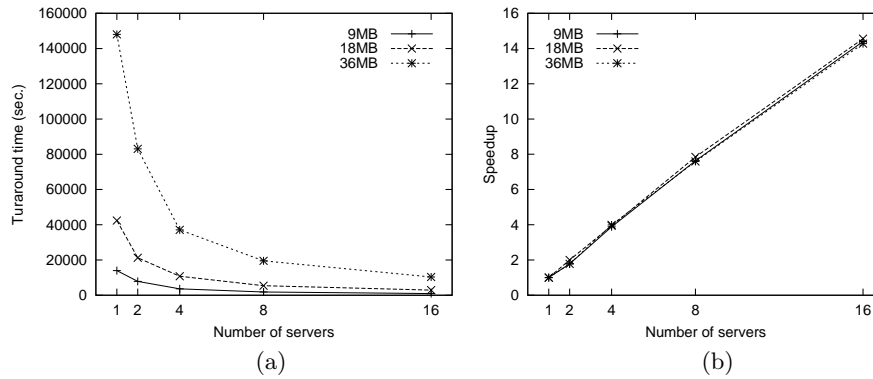 160000
140000
120000
100000
80000
60000
40000
20000
0
Turaround time (sec.)
9MB
18MB
36MB
1 2 4 8 16
Number of servers
(a)
16
14
12
10
8
6
4
2
0
Speedup
9MB
18MB
36MB
1 2 4 8 16
Number of servers
(b)